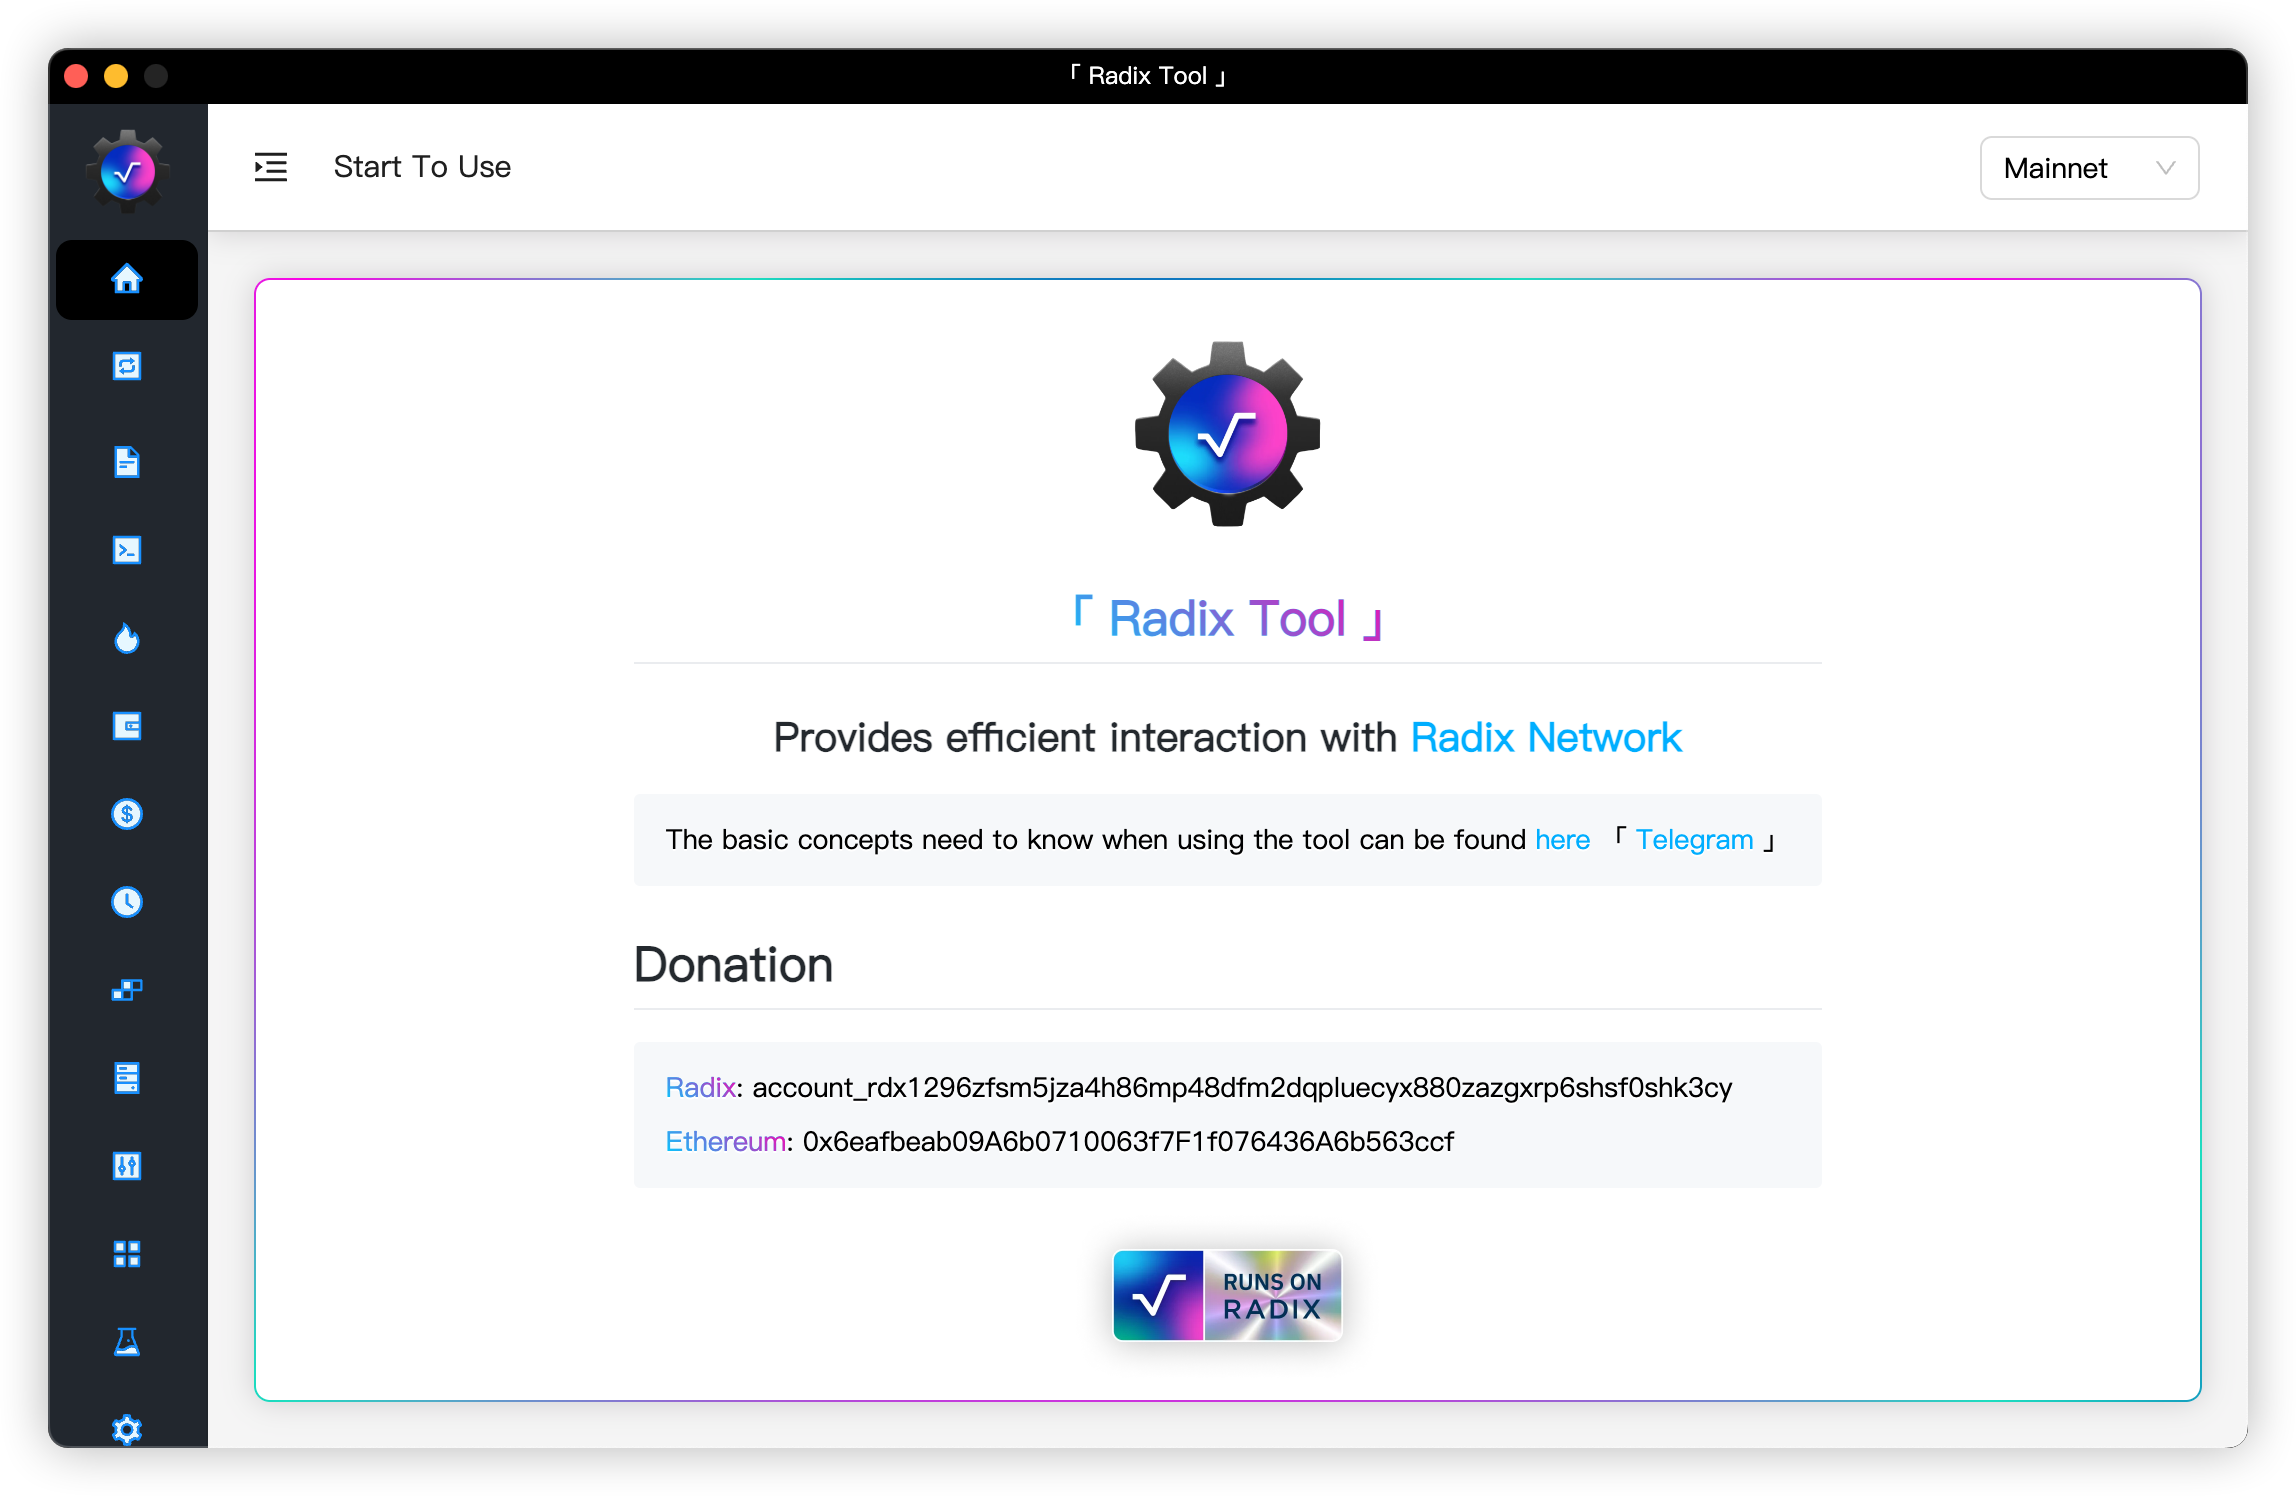 「 Radix Tool 」
Start To Use
Mainnet
「 Radix Tool 」
Provides efficient interaction with Radix Network
The basic concepts need to know when using the tool can be found here 「 Telegram 」
Donation
Radix: account_rdx1296zfsm5jza4h86mp48dfm2dqpluecyx880zazgxrp6shsf0shk3cy
Ethereum: 0x6eafbeab09A6b0710063f7F1f076436A6b563ccf
RUNS ON
RADIX